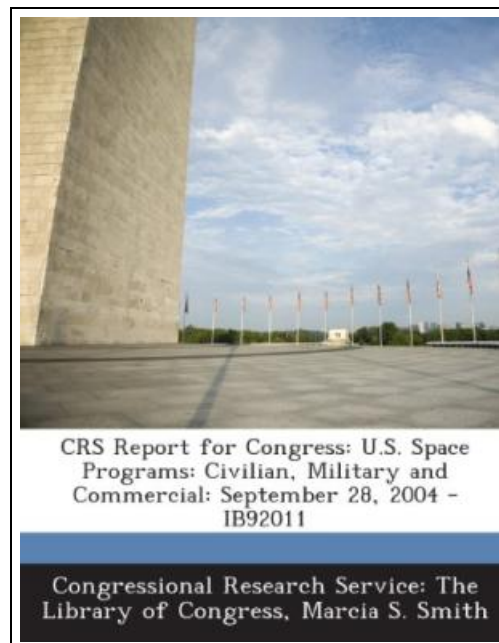 CRS Report for Congress: U.S. Space
Programs: Civilian, Military and
Commercial: September 28, 2004 –
IB92011
Congressional Research Service: The
Library of Congress, Marcia S. Smith